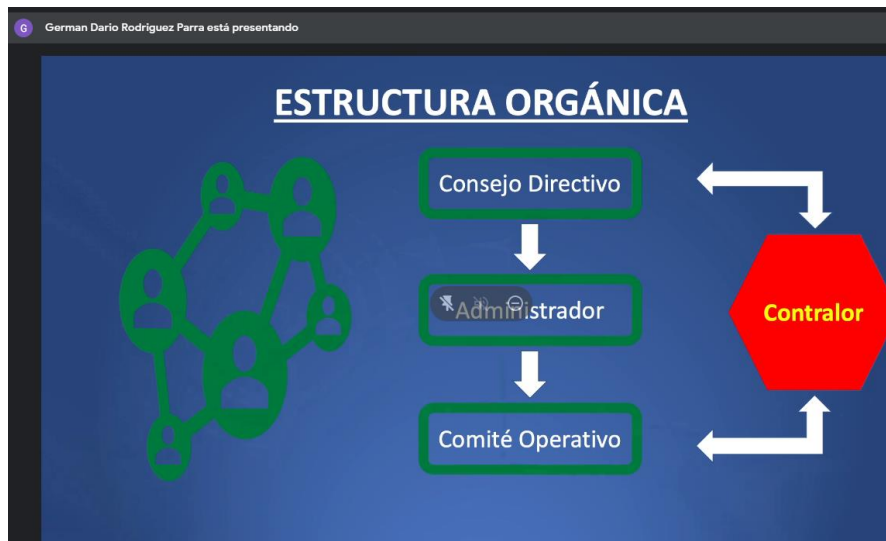 G
German Dario Rodriguez Parra está presentando
ESTRUCTURA ORGÁNICA
Consejo Directivo
Administrador
Contralor
Comité Operativo